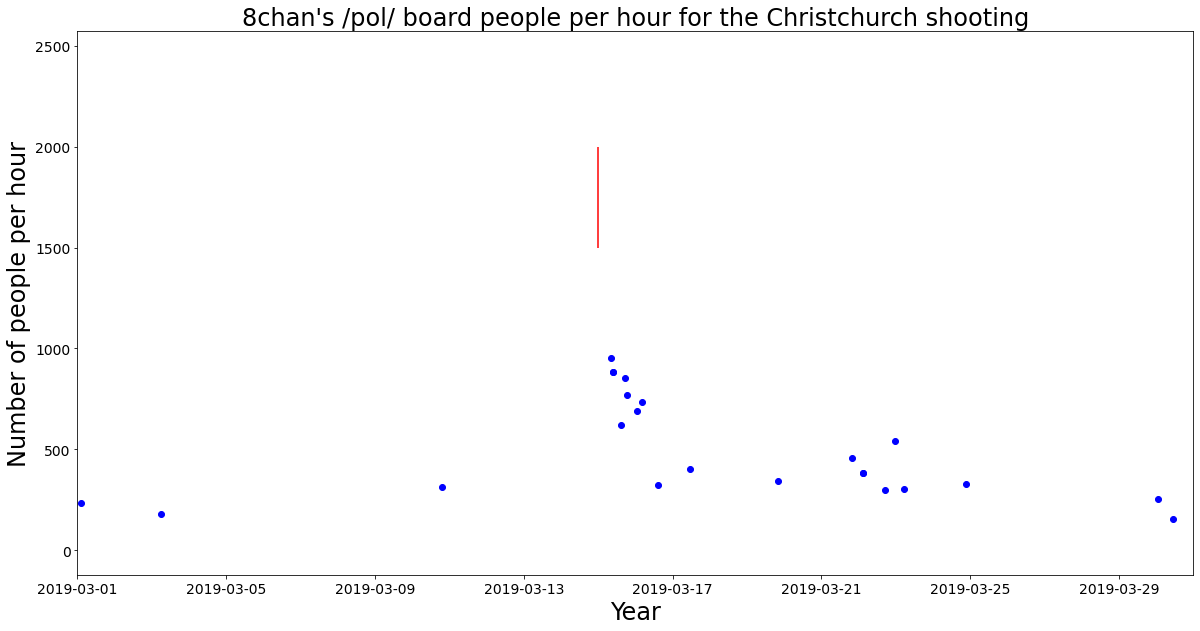 8chan's /pol/ board people per hour for the Christchurch shooting
Number of people per hour
2500
2000
1500
1000
500
0
2019-03-01 2019-03-05 2019-03-09 2019-03-13 2019-03-17 2019-03-21 2019-03-25 2019-03-29
Year